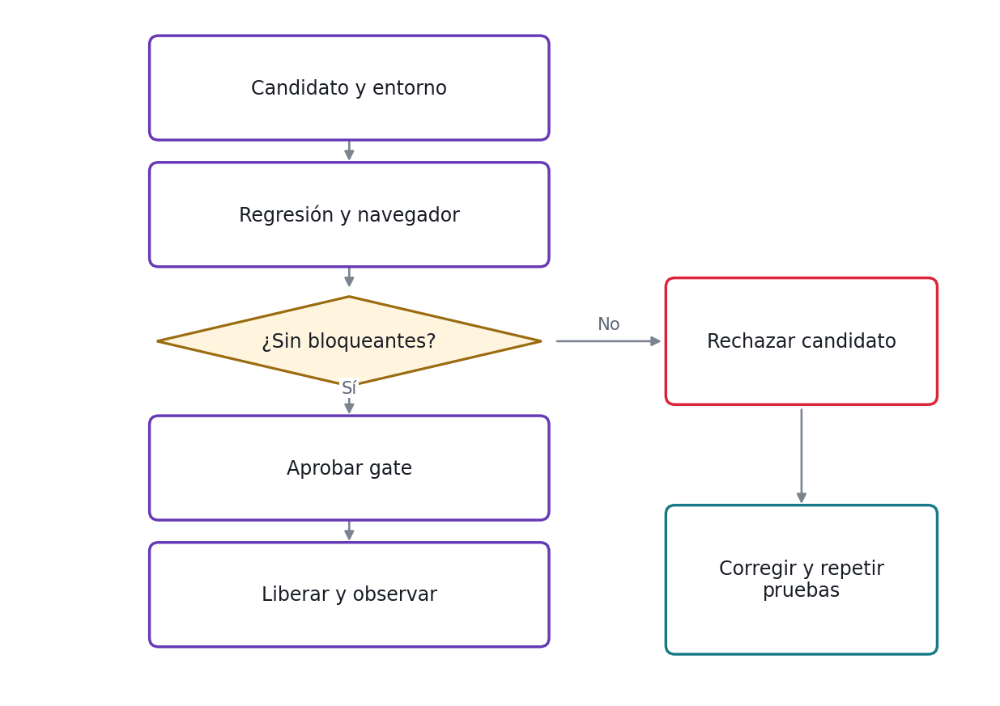 Candidato y entorno
Regresión y navegador
¿Sin bloqueantes?
No
Rechazar candidato
Sí
Aprobar gate
Liberar y observar
Corregir y repetir
pruebas